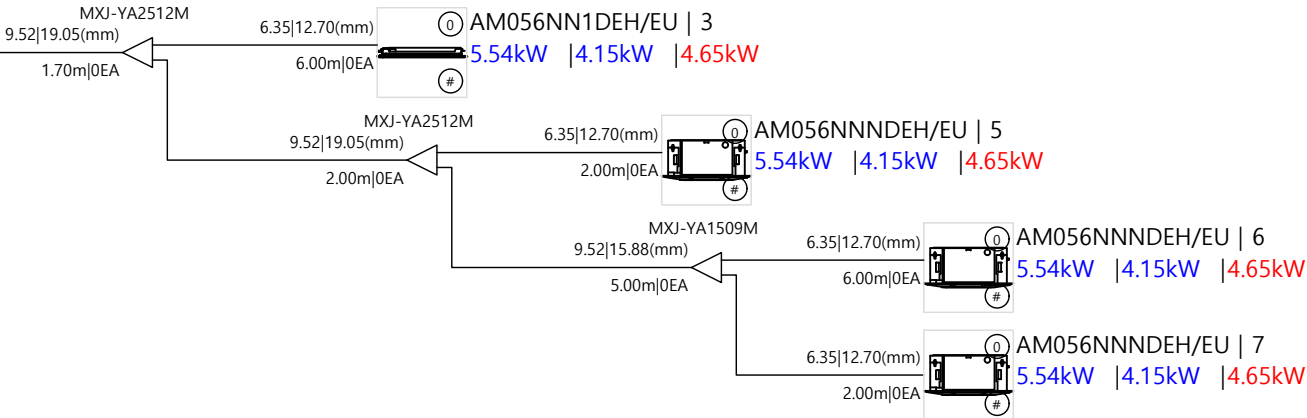 MXJ-YA2512M
9.52|19.05(mm)
1.70m|0EA
6.35|12.70(mm)
6.00m|0EA
0
#
AM056NN1DEH/EU | 3
5.54kW |4.15kW |4.65kW
MXJ-YA2512M
9.52|19.05(mm)
2.00m|0EA
6.35|12.70(mm)
2.00m|0EA
0
#
AM056NNNDEH/EU | 5
5.54kW |4.15kW |4.65kW
MXJ-YA1509M
9.52|15.88(mm)
5.00m|0EA
6.35|12.70(mm)
6.00m|0EA
0
#
AM056NNNDEH/EU | 6
5.54kW |4.15kW |4.65kW
6.35|12.70(mm)
2.00m|0EA
0
#
AM056NNNDEH/EU | 7
5.54kW |4.15kW |4.65kW